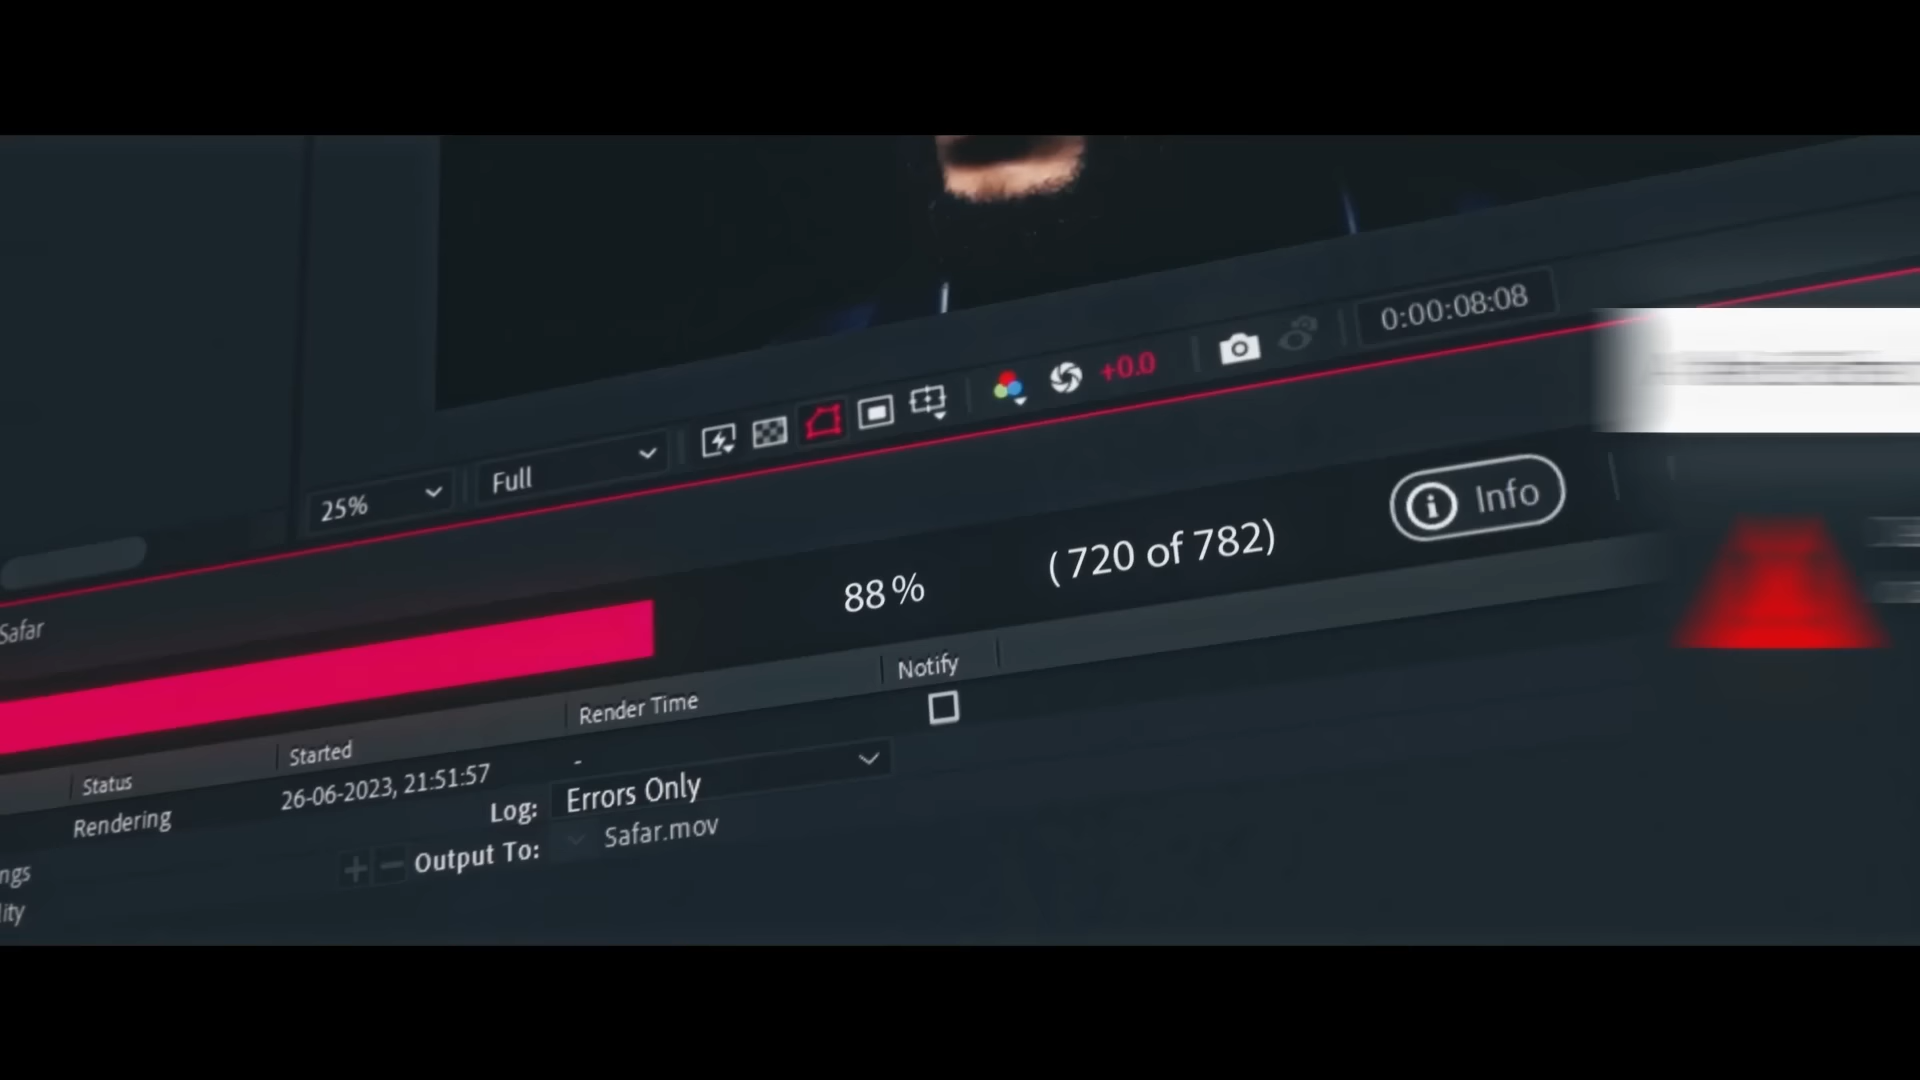 0:00:08:08
+0.0
Full
25%
Info
(720 of 782)
88%
Safar
Notify
Render Time
Started
Status
-
26-06-2023, 21:51:57
Rendering
Log: Errors Only
Output To: Safar.mov
ngs
lity